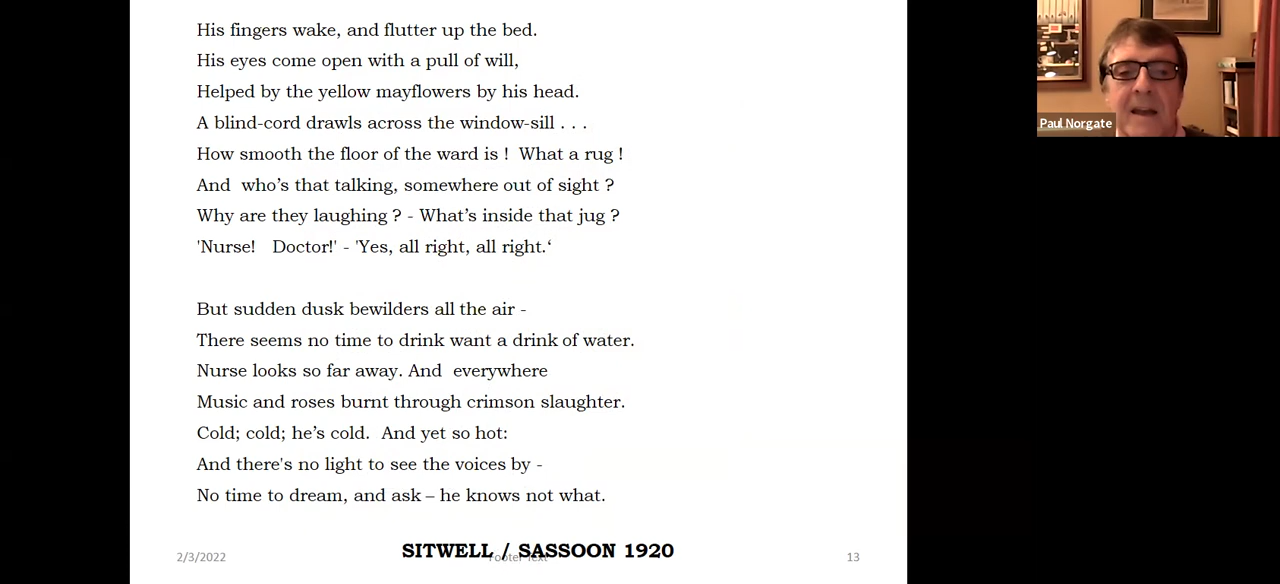 His fingers wake, and flutter up the bed.
His eyes come open with a pull of will,
Helped by the yellow mayflowers by his head.
A blind-cord drawls across the window-sill . . .
How smooth the floor of the ward is ! What a rug !
And who's that talking, somewhere out of sight ?
Why are they laughing ? - What's inside that jug ?
'Nurse! Doctor!' - 'Yes, all right, all right.‘
But sudden dusk bewilders all the air -
There seems no time to drink want a drink of water.
Nurse looks so far away. And everywhere
Music and roses burnt through crimson slaughter.
Cold; cold; he's cold. And yet so hot:
And there's no light to see the voices by -
No time to dream, and ask – he knows not what.
SITWELL / SASSOON 1920
2/3/2022
Footer Text
13
Paul Norgate